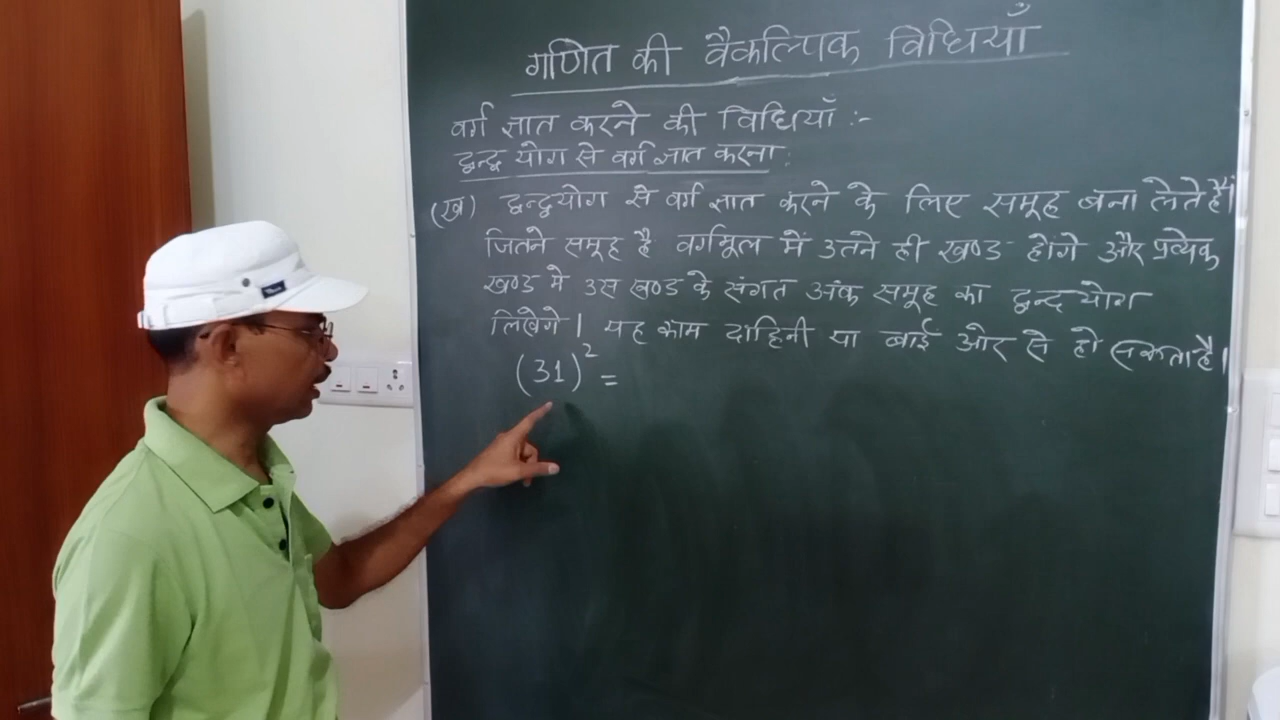 गणित की वैकल्पिक विधियाँ
वर्ग ज्ञात करने की विधियाँ :-
द्वन्द्व योग से वर्ग ज्ञात करना :
(ख) द्वन्द्वयोग से वर्ग ज्ञात करने के लिए समूह बना लेते हैं।
जितने समूह है वर्गमूल में उतने ही खण्ड होंगे और प्रत्येक
खण्ड मे उस खण्ड के संगत अंक समूह का द्वन्द्व योग
लिखेगे। यह काम दाहिनी या बाई ओर से हो सकता है।
(31)² =